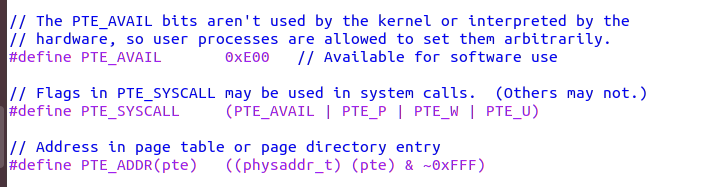 // The PTE_AVAIL bits aren't used by the kernel or interpreted by the
// hardware, so user processes are allowed to set them arbitrarily.
#define PTE_AVAIL       0xE00   // Available for software use
// Flags in PTE_SYSCALL may be used in system calls.  (Others may not.)
#define PTE_SYSCALL     (PTE_AVAIL | PTE_P | PTE_W | PTE_U)
// Address in page table or page directory entry
#define PTE_ADDR(pte)   ((physaddr_t) (pte) & ~0xFFF)